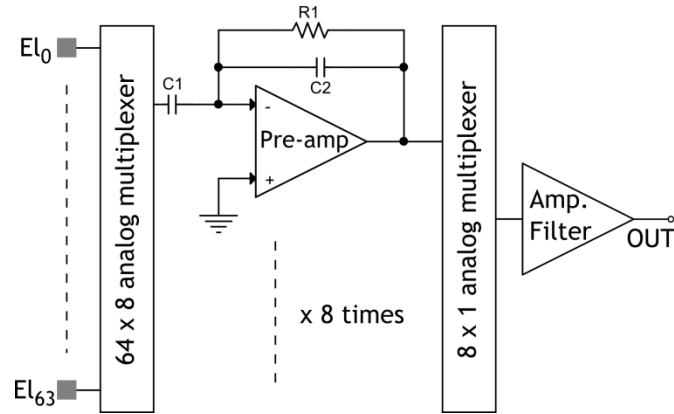 El0
El63
64 x 8 analog multiplexer
C1
R1
C2
-
Pre-amp
+
x 8 times
8 x 1 analog multiplexer
Amp.
Filter
OUT